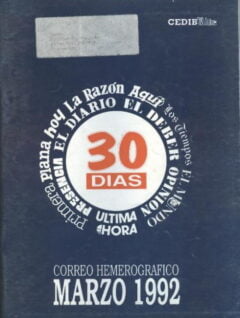 CEDIB
Primera Plana hoy La Razón Aquí Los Tiempos
PRESENCIA EL DIARIO EL DEBER OPINIÓN EL MUNDO
ULTIMA
HORA
30
DIAS
CORREO HEMEROGRAFICO
MARZO 1992